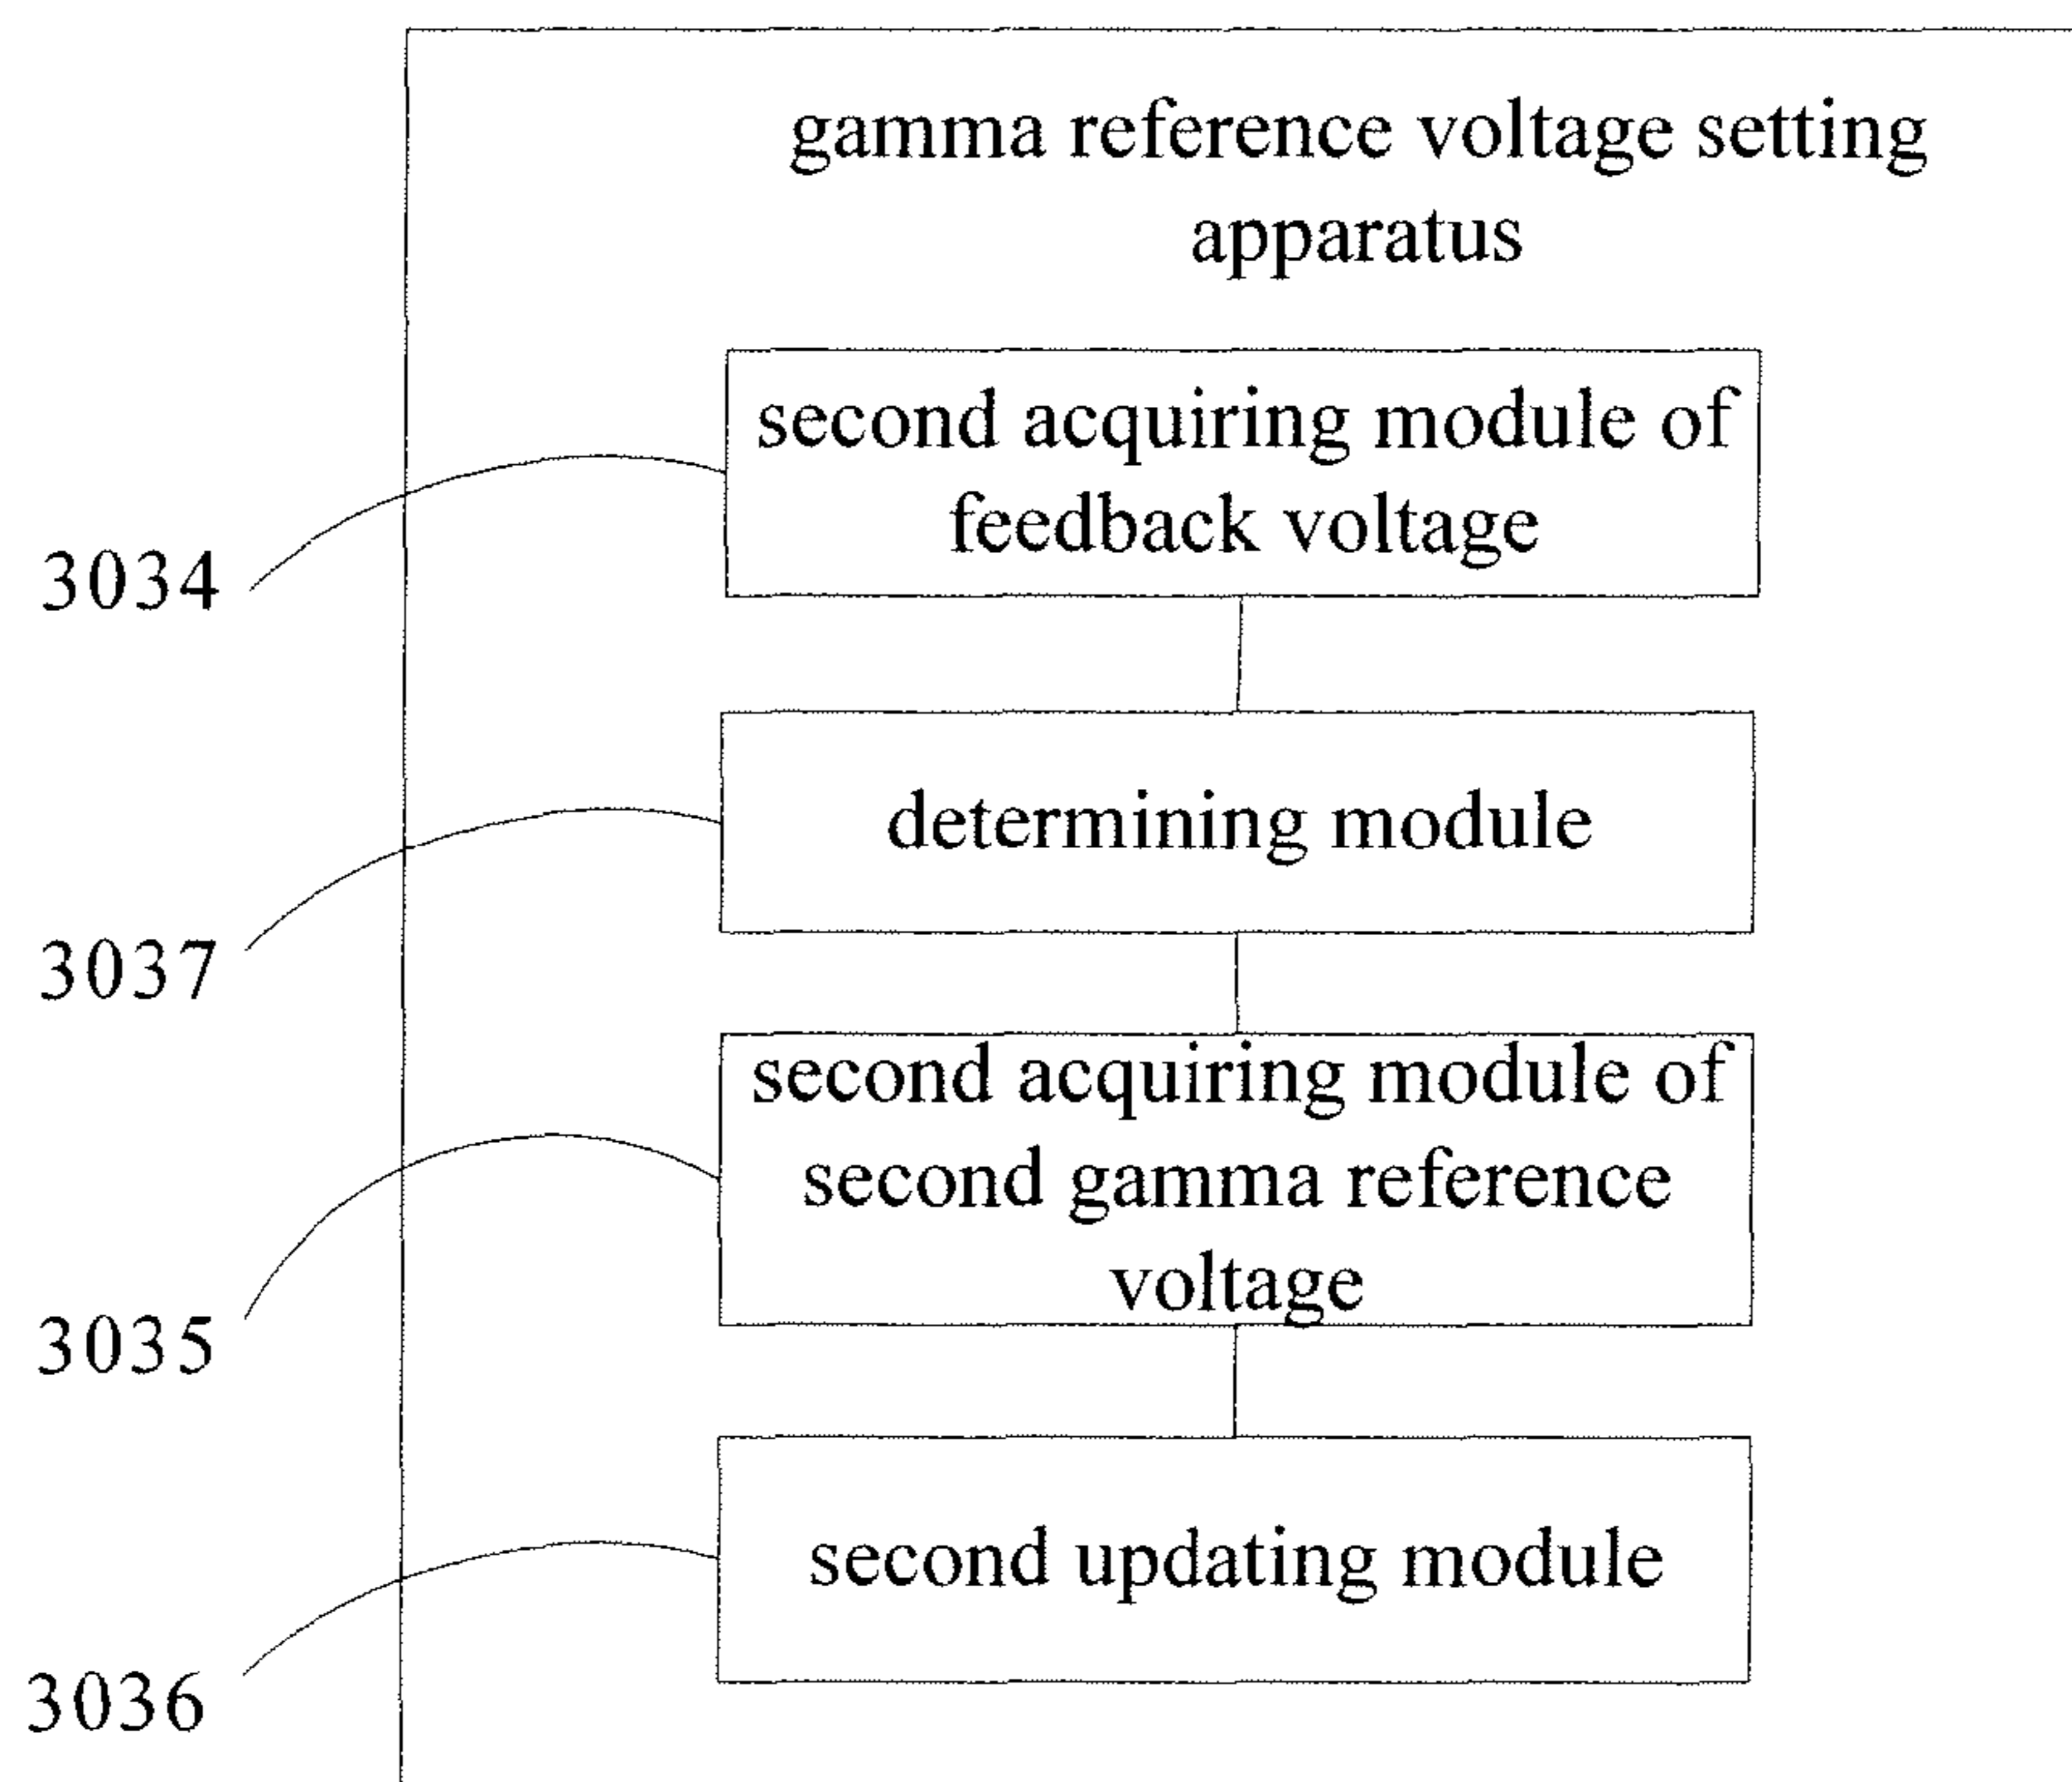 gamma reference voltage setting
apparatus
second acquiring module of
feedback voltage
3034
determining module
3037
second acquiring module of
second gamma reference
voltage
3035
second updating module
3036